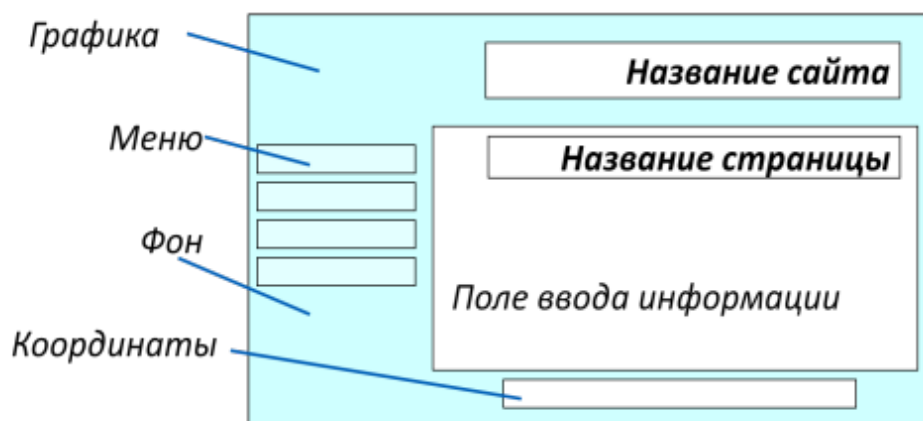 Графика
Название сайта
Меню
Название страницы
Фон
Поле ввода информации
Координаты